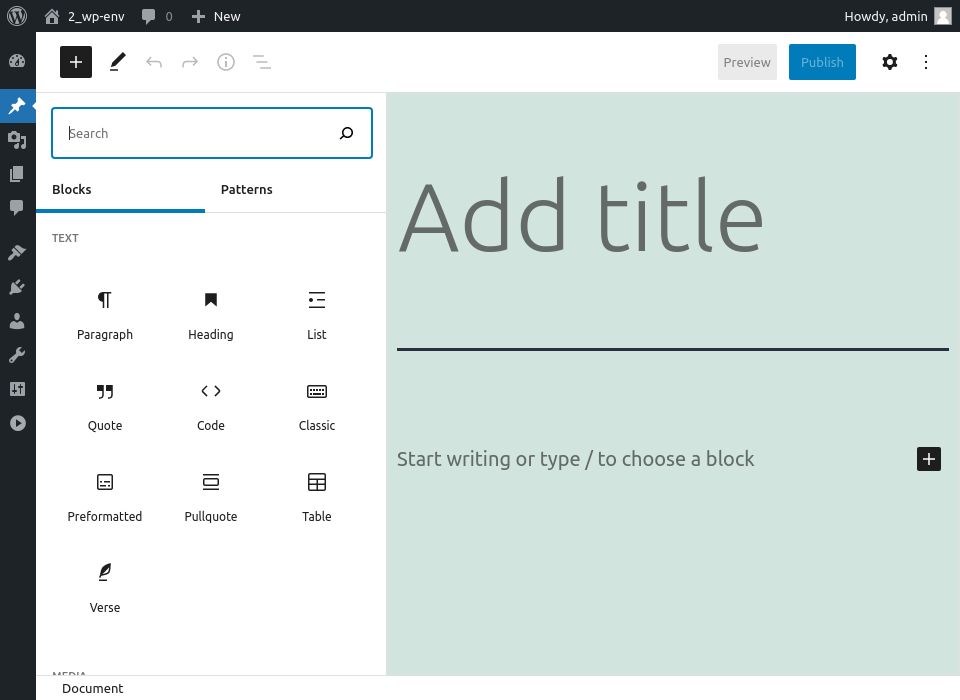 2_wp-env 0 New Howdy, admin
Preview Publish
Search
Blocks Patterns
TEXT
Paragraph Heading List
Quote Code Classic
Preformatted Pullquote Table
Verse
MEDIA
Document
Add title
Start writing or type / to choose a block